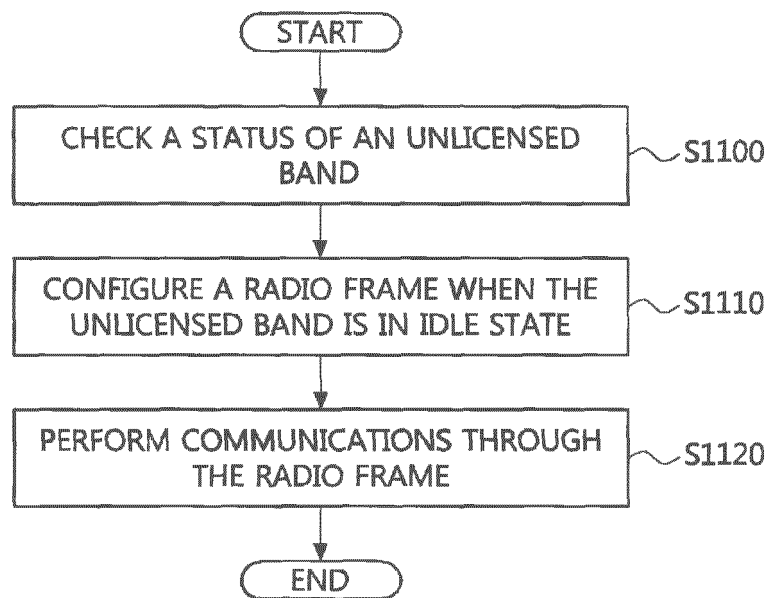 START
CHECK A STATUS OF AN UNLICENSED
BAND
S1100
CONFIGURE A RADIO FRAME WHEN THE
UNLICENSED BAND IS IN IDLE STATE
S1110
PERFORM COMMUNICATIONS THROUGH
THE RADIO FRAME
S1120
END